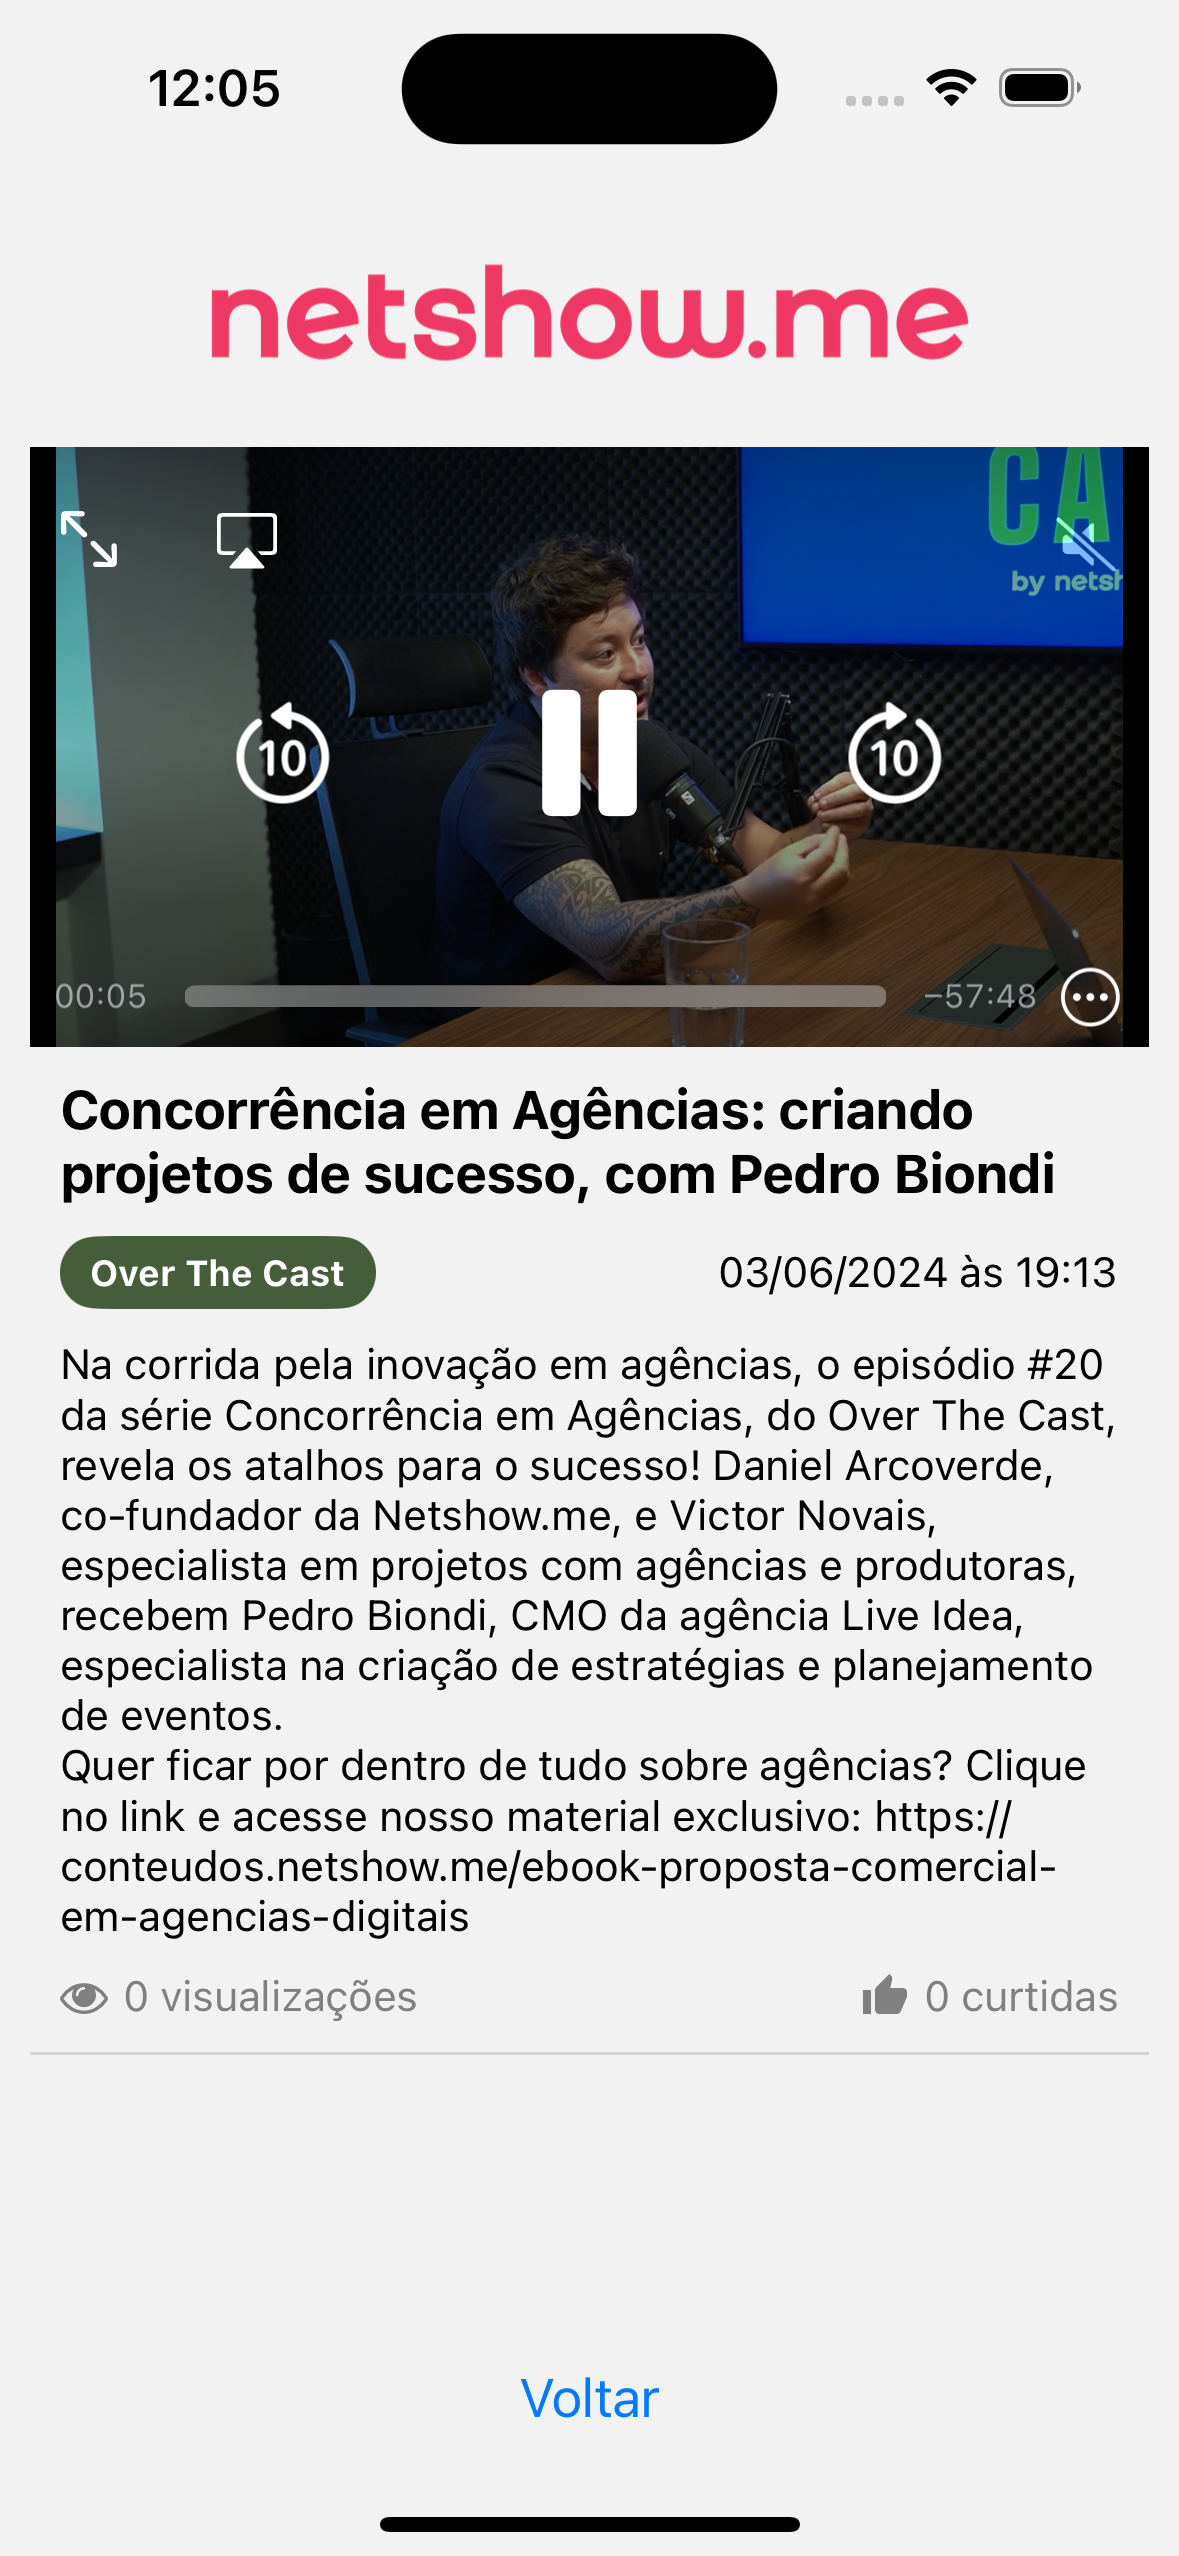 12:05
netshow.me
CA
by netsh
10
10
00:05
-57:48
Concorrência em Agências: criando
projetos de sucesso, com Pedro Biondi
Over The Cast
03/06/2024 às 19:13
Na corrida pela inovação em agências, o episódio #20
da série Concorrência em Agências, do Over The Cast,
revela os atalhos para o sucesso! Daniel Arcoverde,
co-fundador da Netshow.me, e Victor Novais,
especialista em projetos com agências e produtoras,
recebem Pedro Biondi, CMO da agência Live Idea,
especialista na criação de estratégias e planejamento
de eventos.
Quer ficar por dentro de tudo sobre agências? Clique
no link e acesse nosso material exclusivo: https://
conteudos.netshow.me/ebook-proposta-comercial-
em-agencias-digitais
0 visualizações
0 curtidas
Voltar